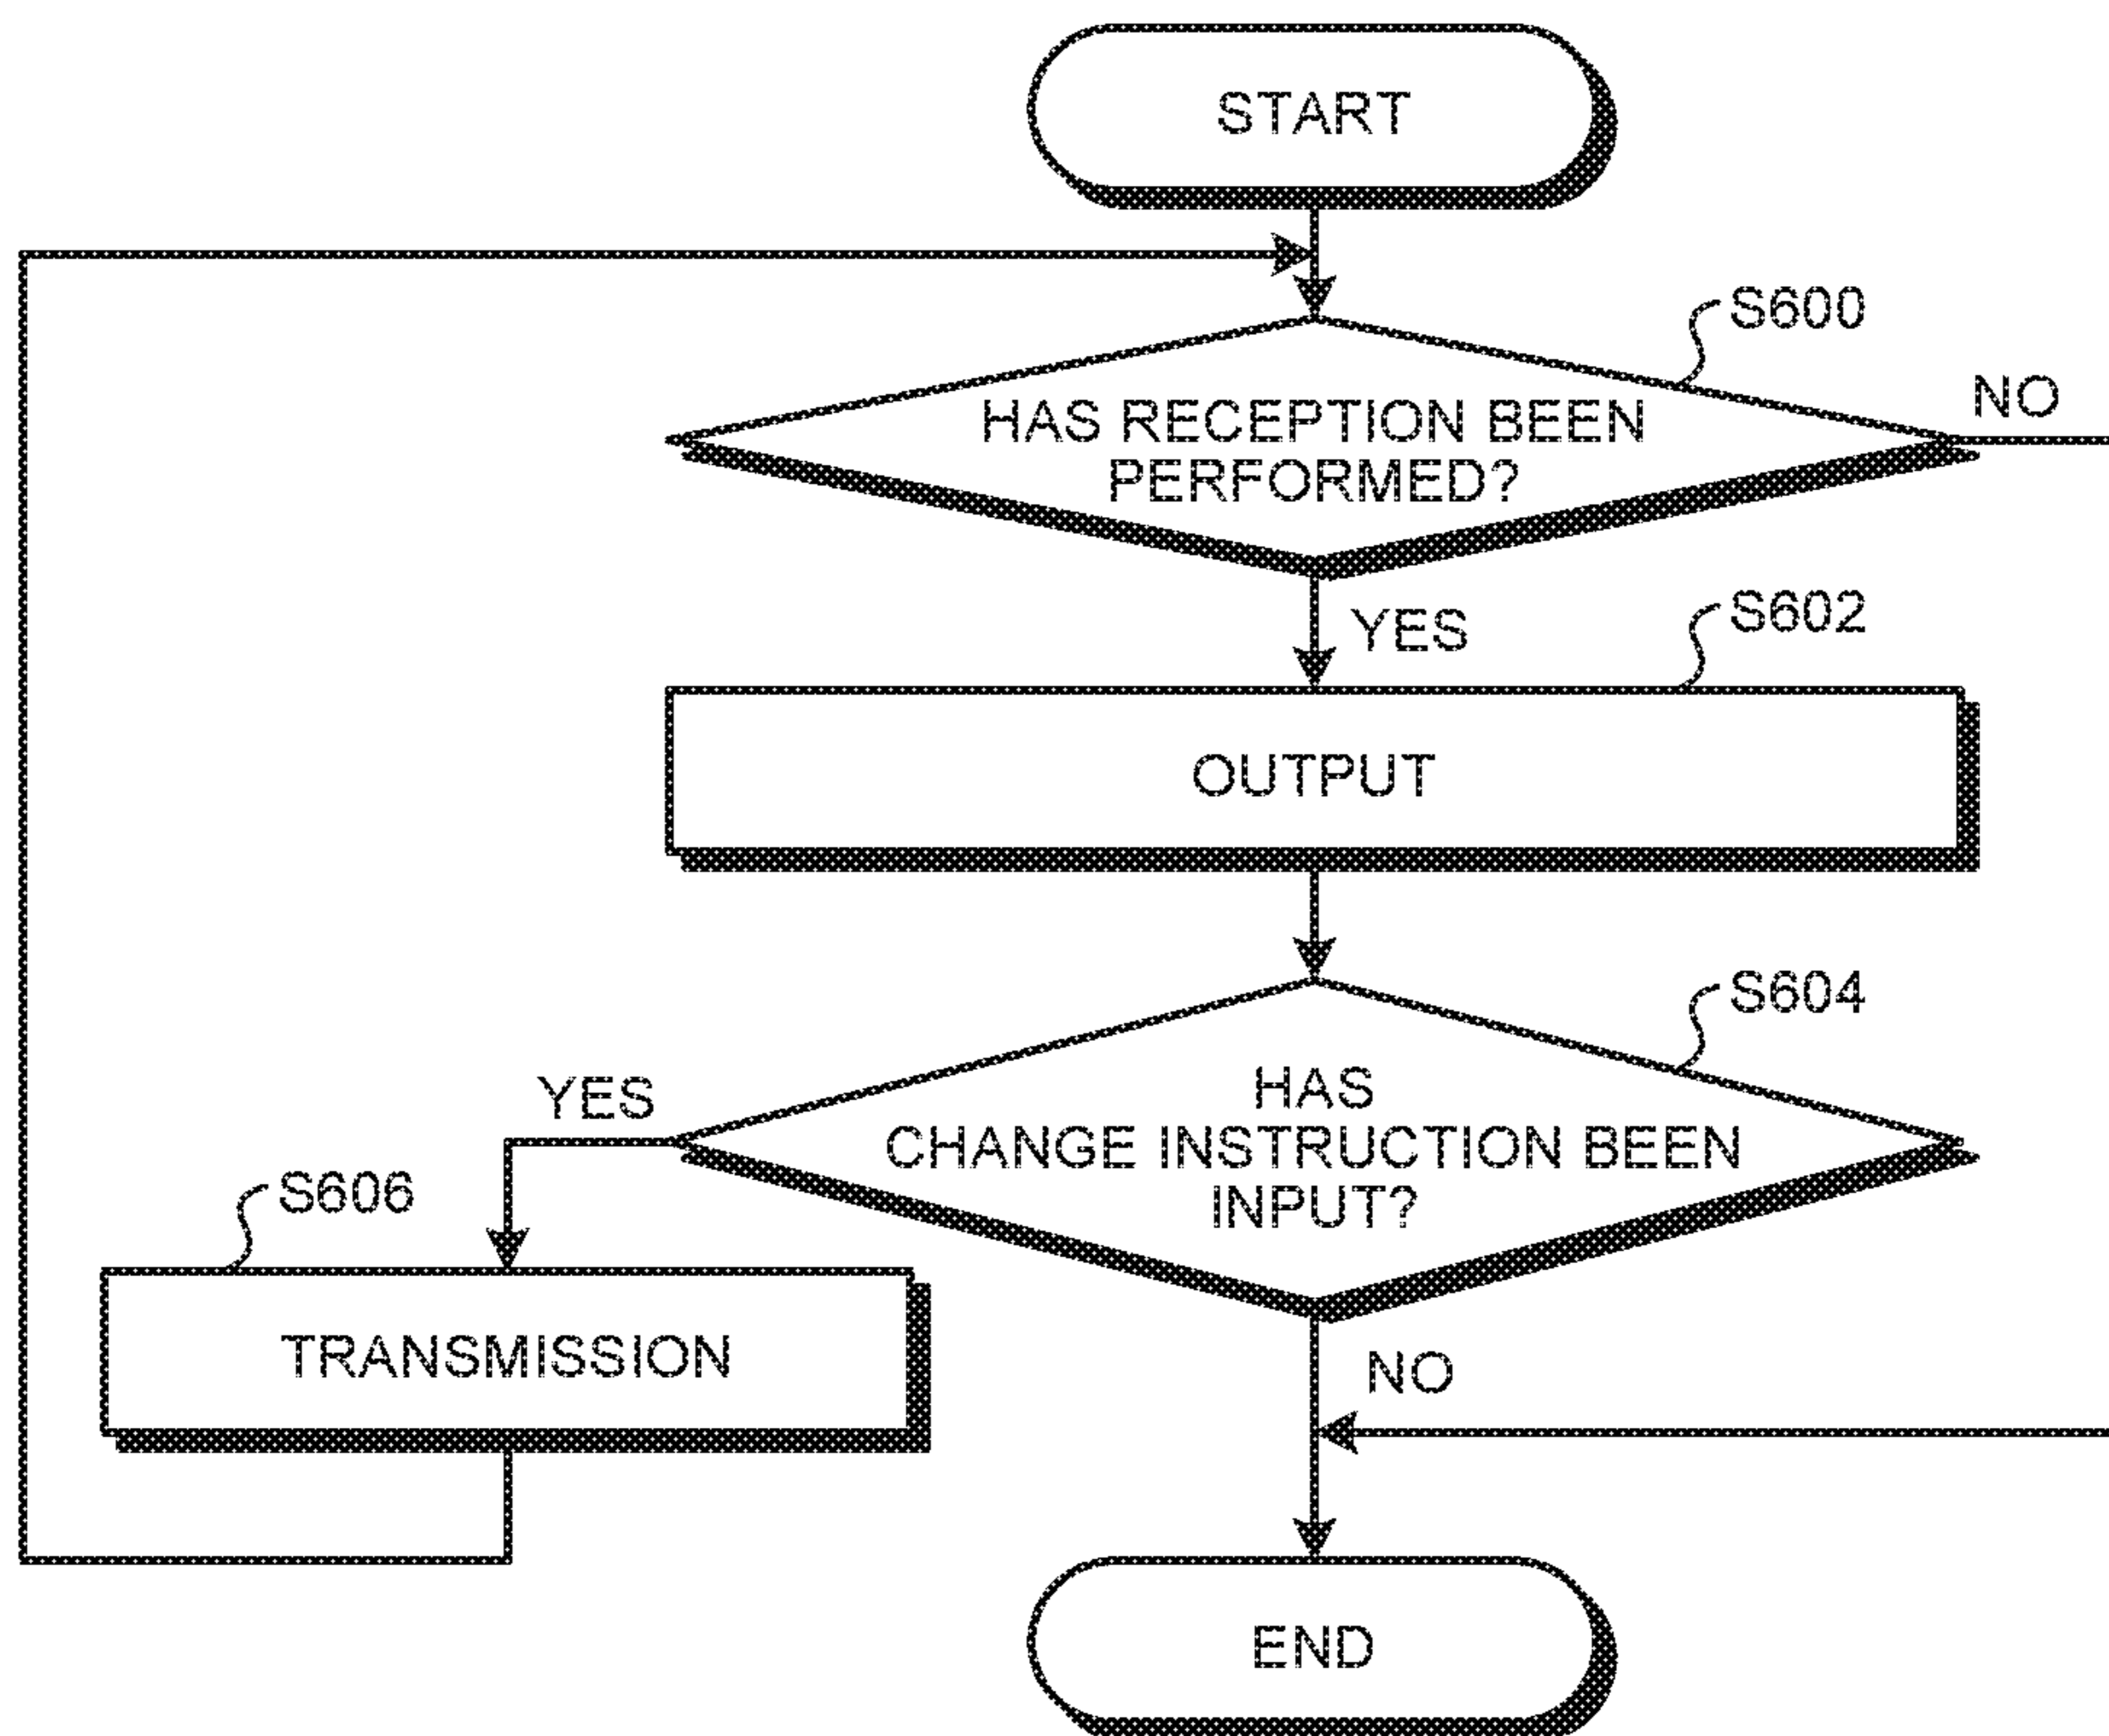 START
S600
HAS RECEPTION BEEN
PERFORMED?
NO
YES
S602
OUTPUT
S604
HAS
CHANGE INSTRUCTION BEEN
INPUT?
YES
S606
TRANSMISSION
NO
END